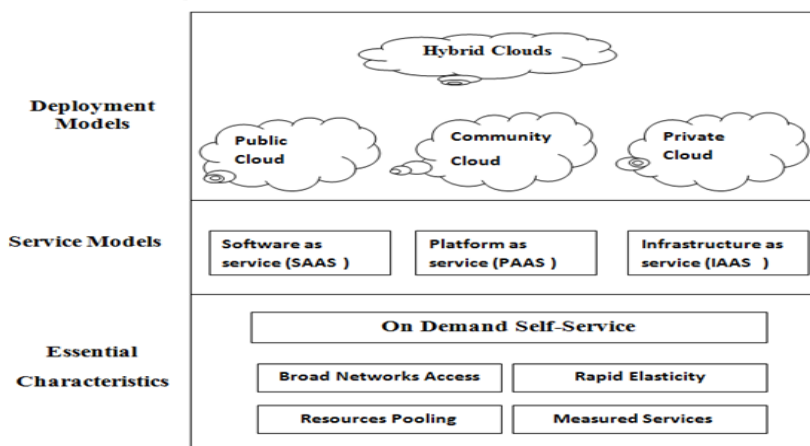 Hybrid Clouds
Deployment
Models
Public
Cloud
Community
Cloud
Private
Cloud
Service Models
Software as
service (SAAS )
Platform as
service (PAAS )
Infrastructure as
service (IAAS )
Essential
Characteristics
On Demand Self-Service
Broad Networks Access
Rapid Elasticity
Resources Pooling
Measured Services